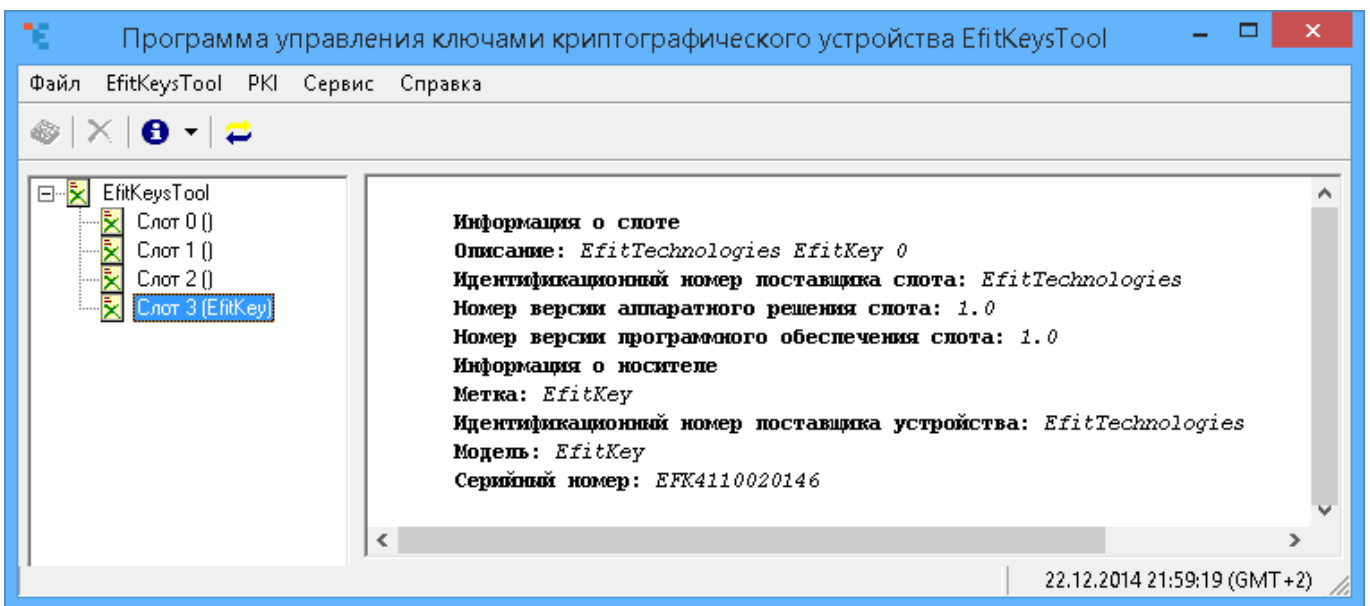 Программа управления ключами криптографического устройства EfitKeysTool
Файл EfitKeysTool PKI Сервис Справка
EfitKeysTool
Слот 0 ()
Слот 1 ()
Слот 2 ()
Слот 3 (EfitKey)
Информация о слоте
Описание: EfitTechnologies EfitKey 0
Идентификационный номер поставщика слота: EfitTechnologies
Номер версии аппаратного решения слота: 1.0
Номер версии программного обеспечения слота: 1.0
Информация о носителе
Метка: EfitKey
Идентификационный номер поставщика устройства: EfitTechnologies
Модель: EfitKey
Серийный номер: EFK4110020146
22.12.2014 21:59:19 (GMT+2)